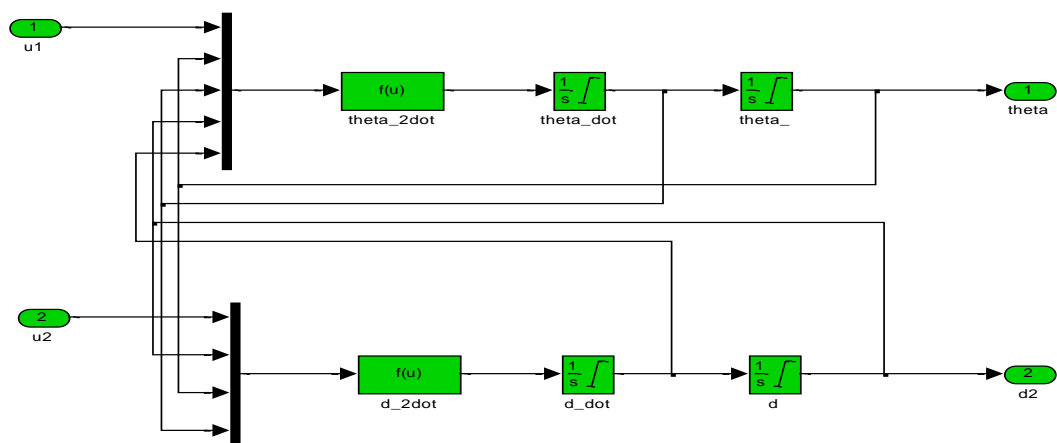 1
u1
f(u)
theta_2dot
1
s
theta_dot
1
s
theta_
1
theta
2
u2
f(u)
d_2dot
1
s
d_dot
1
s
d
2
d2